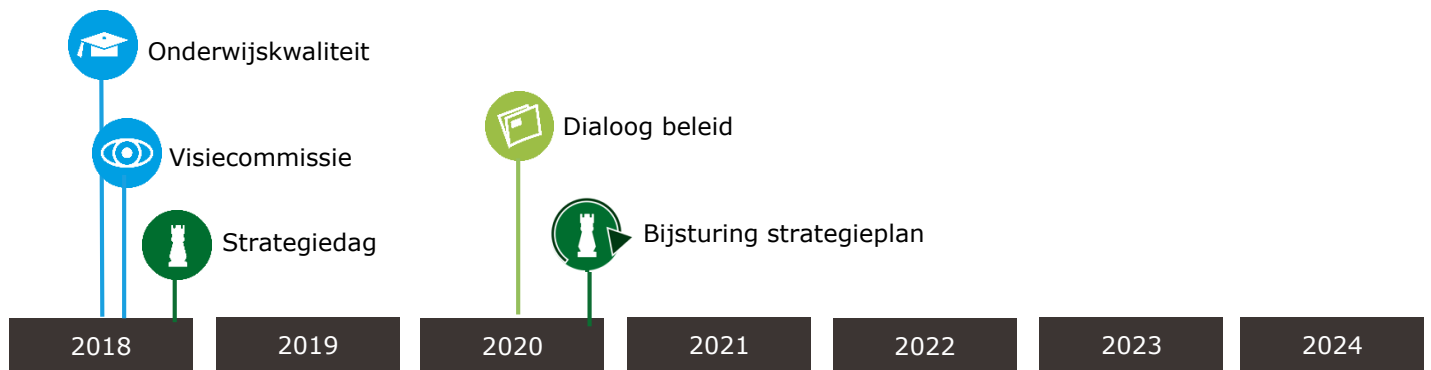 Onderwijskwaliteit
Visiecommissie
Strategiedag
Dialoog beleid
Bijsturing strategieplan
2018
2019
2020
2021
2022
2023
2024